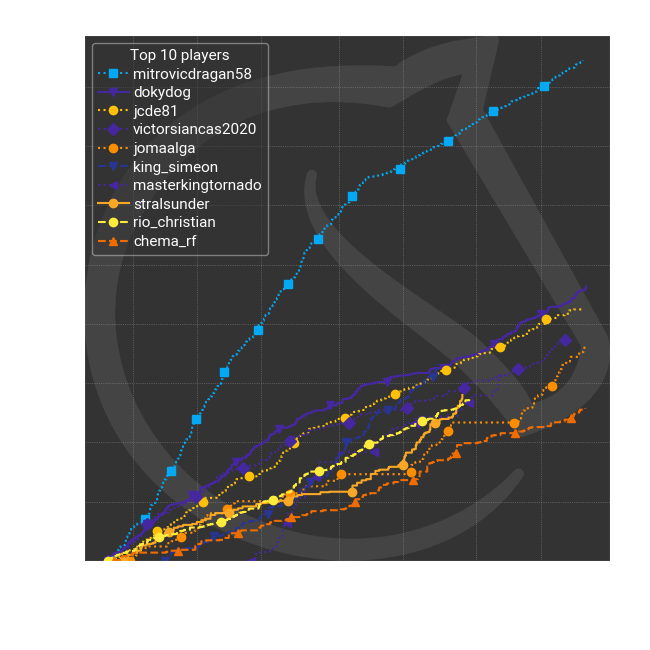 Top 10 players
mitrovicdragan58
dokydog
jcde81
victorsiancas2020
jomaalga
king_simeon
masterkingtornado
stralsunder
rio_christian
chema_rf